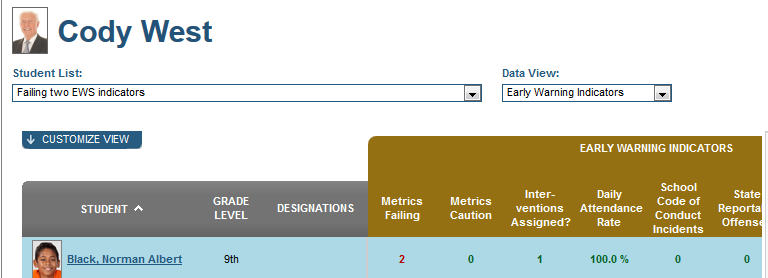 Cody West
Student List:
Data View:
Failing two EWS indicators
Early Warning Indicators
CUSTOMIZE VIEW
EARLY WARNING INDICATORS
STUDENT
GRADE
LEVEL
DESIGNATIONS
Metrics
Failing
Metrics
Caution
Inter-
ventions
Assigned?
Daily
Attendance
Rate
School
Code of
Conduct
Incidents
State
Reporta
Offense
Black, Norman Albert
9th
2
0
1
100.0 %
0
0